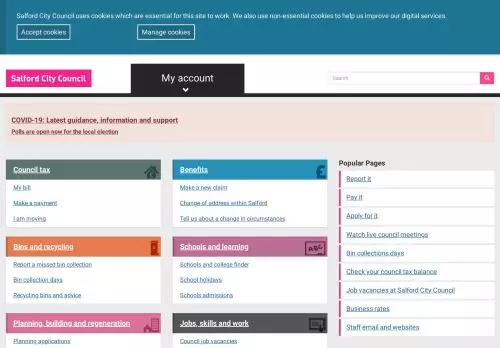 Salford City Council uses cookies which are essential for this site to work. We also use non-essential cookies to help us improve our digital services.
Accept cookies
Manage cookies
Salford City Council
My account
Search
COVID-19: Latest guidance, information and support
Polls are open now for the local election
Council tax
My bill
Make a payment
I am moving
Benefits
Make a new claim
Change of address within Salford
Tell us about a change in circumstances
Bins and recycling
Report a missed bin collection
Bin collection days
Recycling bins and advice
Schools and learning
ABC
Schools and college finder
School holidays
Schools admissions
Planning, building and regeneration
Planning applications
Jobs, skills and work
Council job vacancies
Popular Pages
Report it
Pay it
Apply for it
Watch live council meetings
Bin collections days
Check your council tax balance
Job vacancies at Salford City Council
Business rates
Staff email and websites